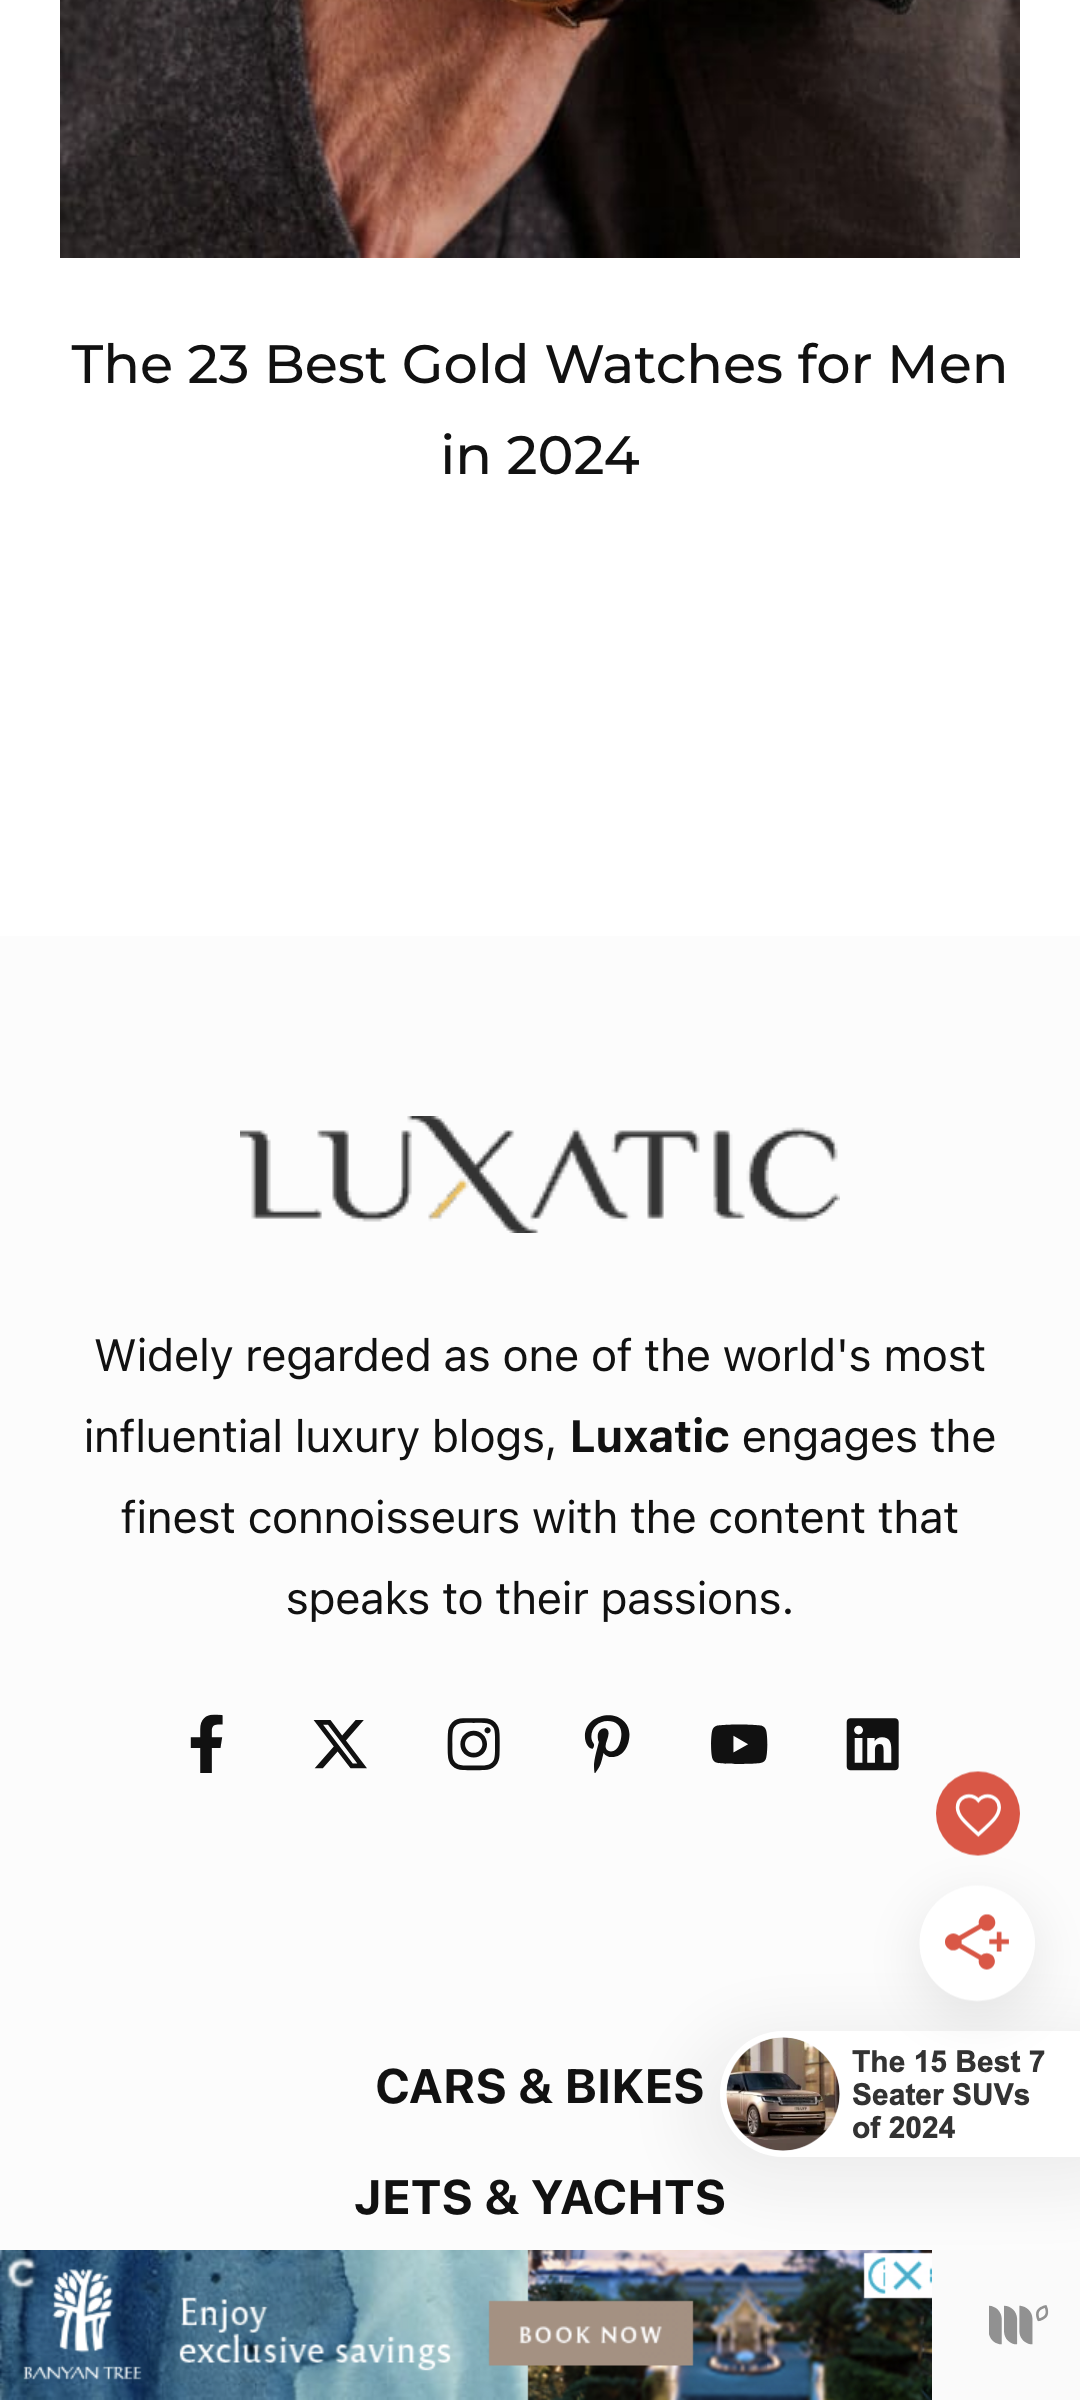 The 23 Best Gold Watches for Men
in 2024
LUXATIC
Widely regarded as one of the world's most
influential luxury blogs, Luxatic engages the
finest connoisseurs with the content that
speaks to their passions.
CARS & BIKES
The 15 Best 7
Seater SUVs
of 2024
JETS & YACHTS
C
BANYAN TREE
Enjoy
exclusive savings
BOOK NOW